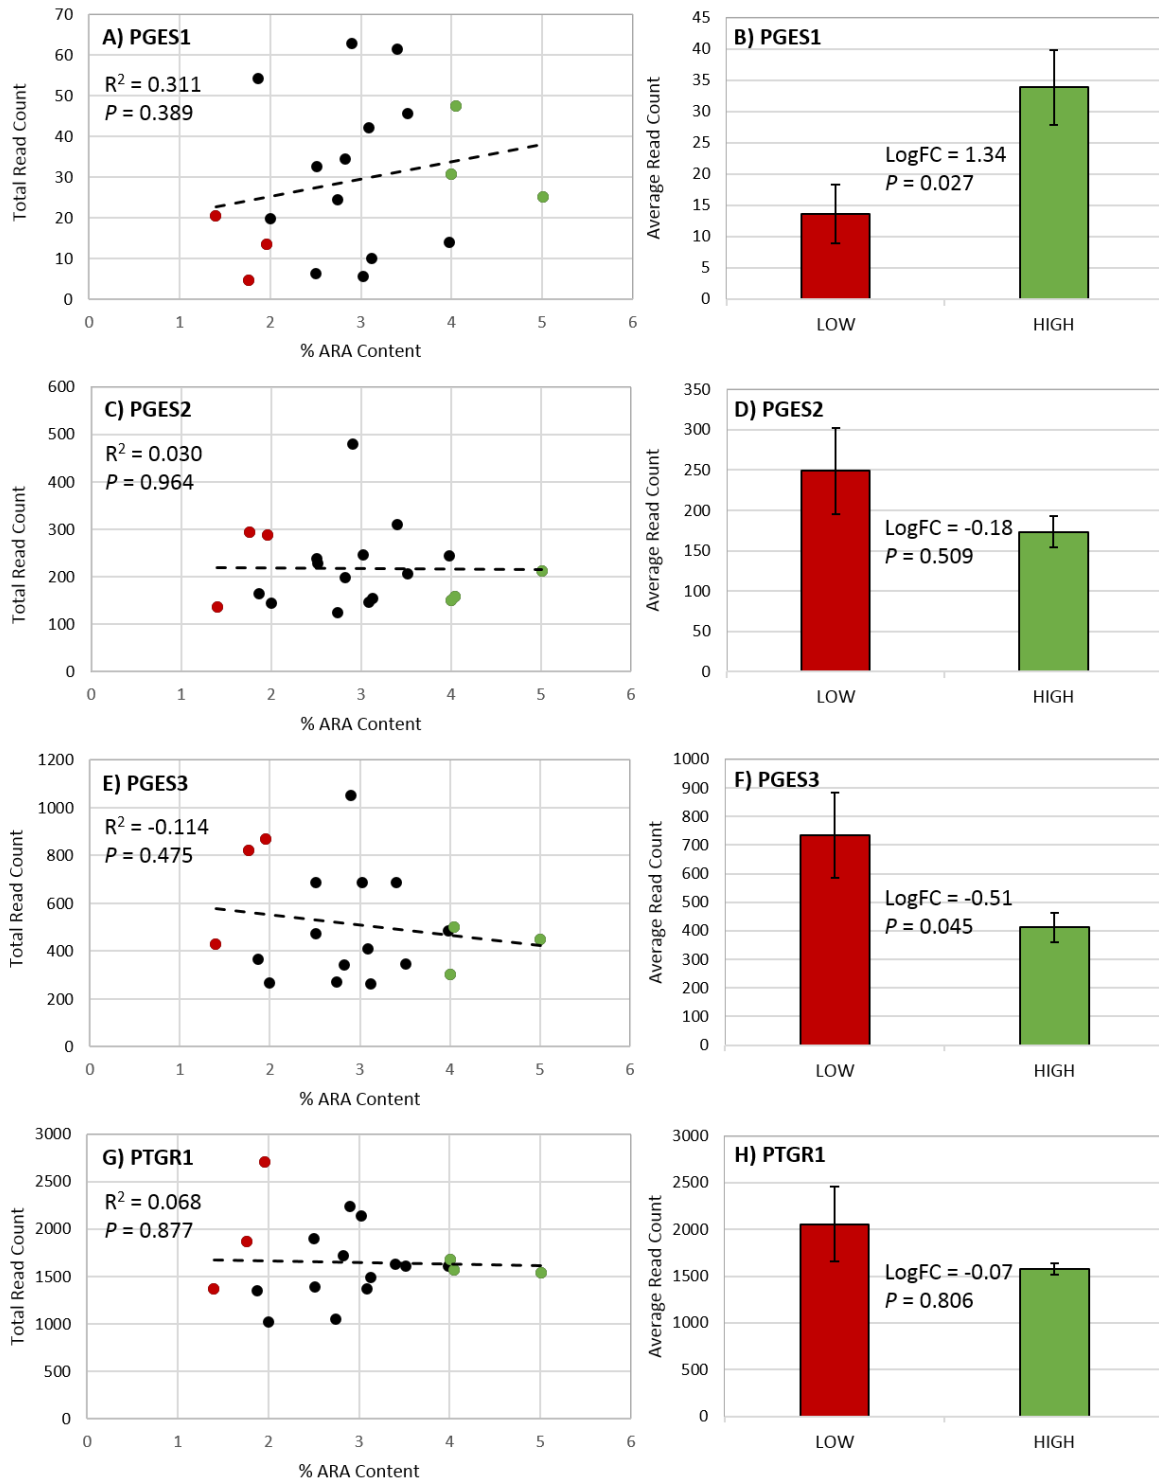 A) PGES1
R² = 0.311
P = 0.389
Total Read Count
70
60
50
40
30
20
10
0
0 1 2 3 4 5 6
% ARA Content
B) PGES1
LogFC = 1.34
P = 0.027
Average Read Count
45
40
35
30
25
20
15
10
5
0
LOW HIGH
C) PGES2
R² = 0.030
P = 0.964
Total Read Count
600
500
400
300
200
100
0
0 1 2 3 4 5 6
% ARA Content
D) PGES2
LogFC = -0.18
P = 0.509
Average Read Count
350
300
250
200
150
100
50
0
LOW HIGH
E) PGES3
R² = -0.114
P = 0.475
Total Read Count
1200
1000
800
600
400
200
0
0 1 2 3 4 5 6
% ARA Content
F) PGES3
LogFC = -0.51
P = 0.045
Average Read Count
1000
900
800
700
600
500
400
300
200
100
0
LOW HIGH
G) PTGR1
R² = 0.068
P = 0.877
Total Read Count
3000
2500
2000
1500
1000
500
0
0 1 2 3 4 5 6
% ARA Content
H) PTGR1
LogFC = -0.07
P = 0.806
Average Read Count
3000
2500
2000
1500
1000
500
0
LOW HIGH